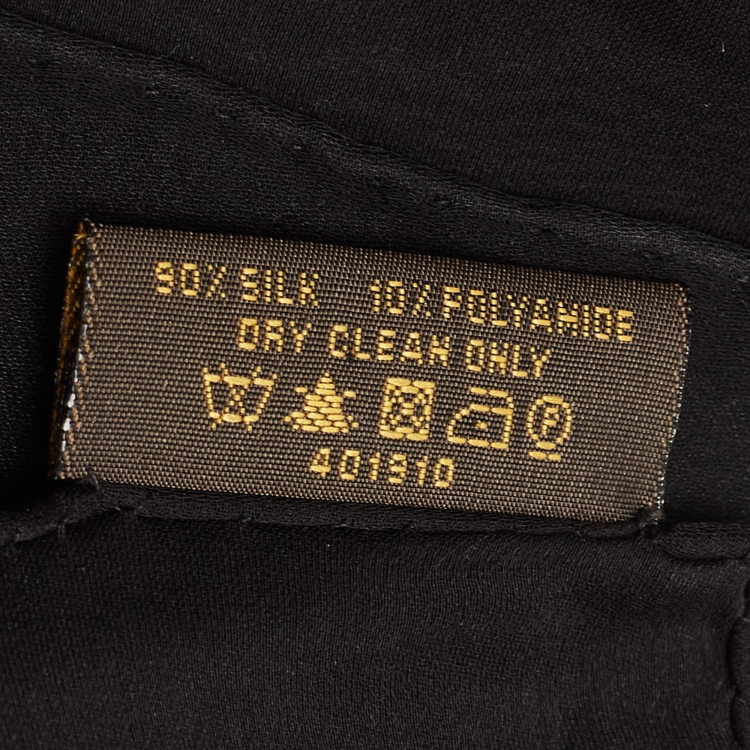 90% SILK 10% POLYAMIDE
DRY CLEAN ONLY
P
401910